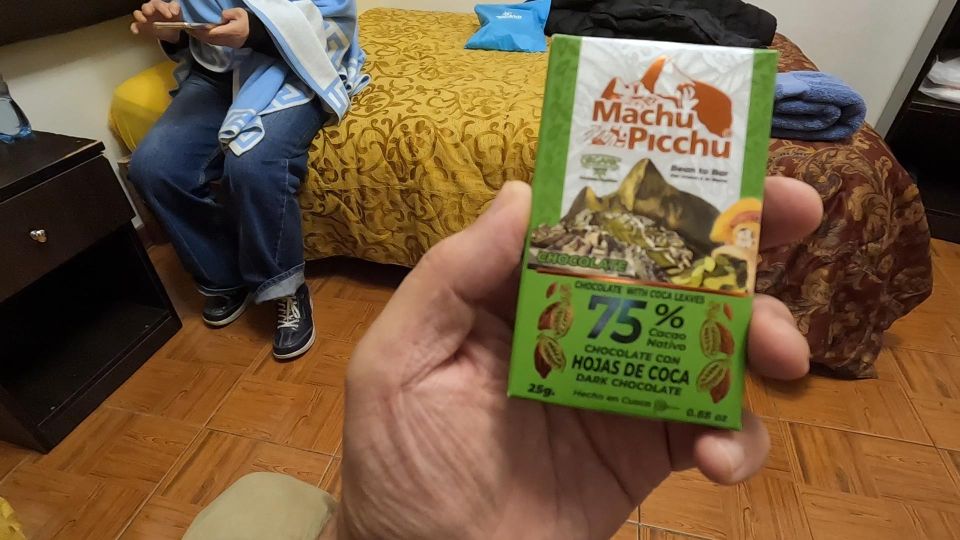 Machu
Picchu
Bean to Bar
CHOCOLATE
CHOCOLATE WITH COCA LEAVES
75%
Cacao
Nativo
CHOCOLATE CON
HOJAS DE COCA
DARK CHOCOLATE
25g.
Hecho en Cusco
0.88 oz